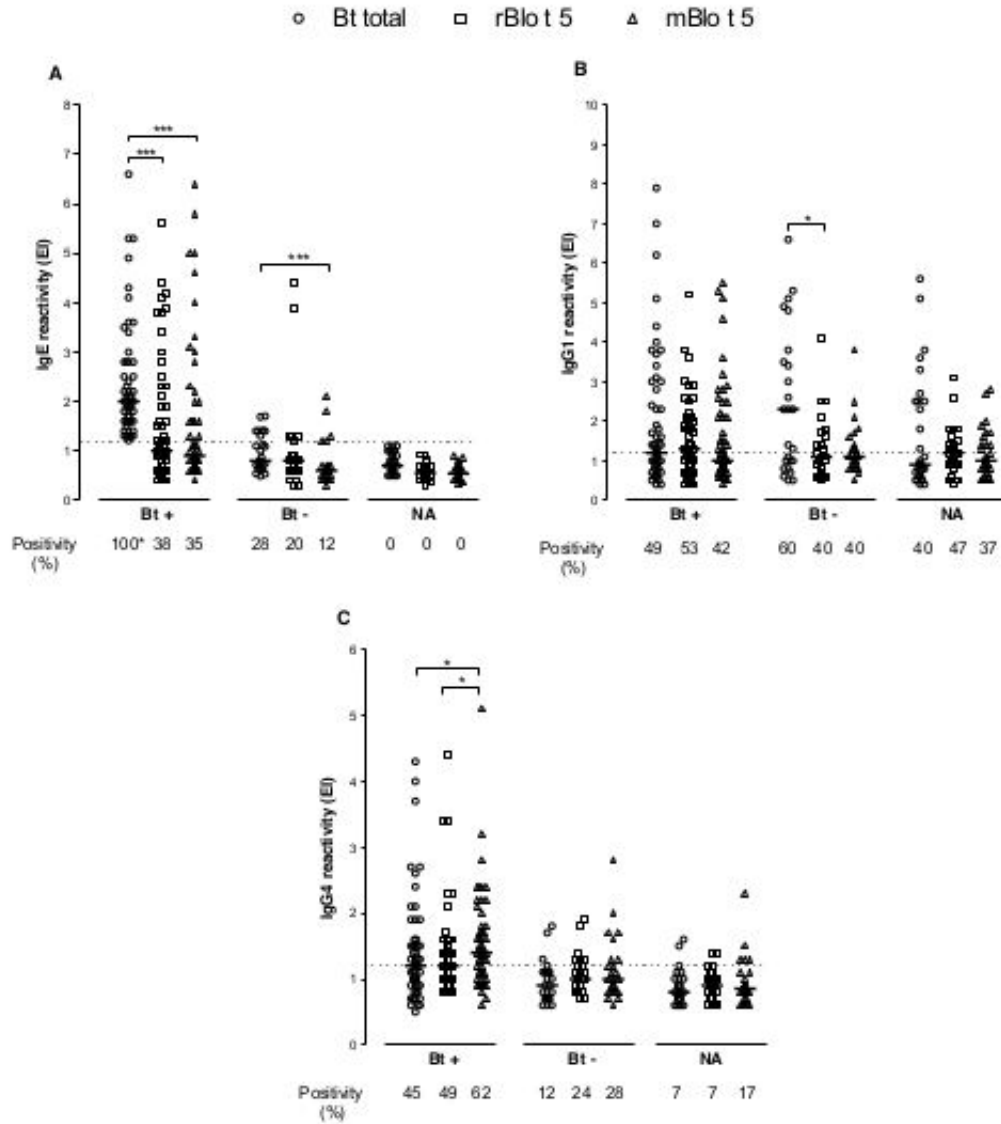 Bt total rBlo t 5 mBlo t 5
A
8
7
6
5
4
3
2
1
0
IgE reactivity (EI)
***
***
***
Bt + Bt - NA
Positivity (%) 100* 38 35 28 20 12 0 0 0
B
10
9
8
7
6
5
4
3
2
1
0
IgG1 reactivity (EI)
*
Bt + Bt - NA
Positivity (%) 49 53 42 60 40 40 40 47 37
C
6
5
4
3
2
1
0
IgG4 reactivity (EI)
*
*
Bt + Bt - NA
Positivity (%) 45 49 62 12 24 28 7 7 17